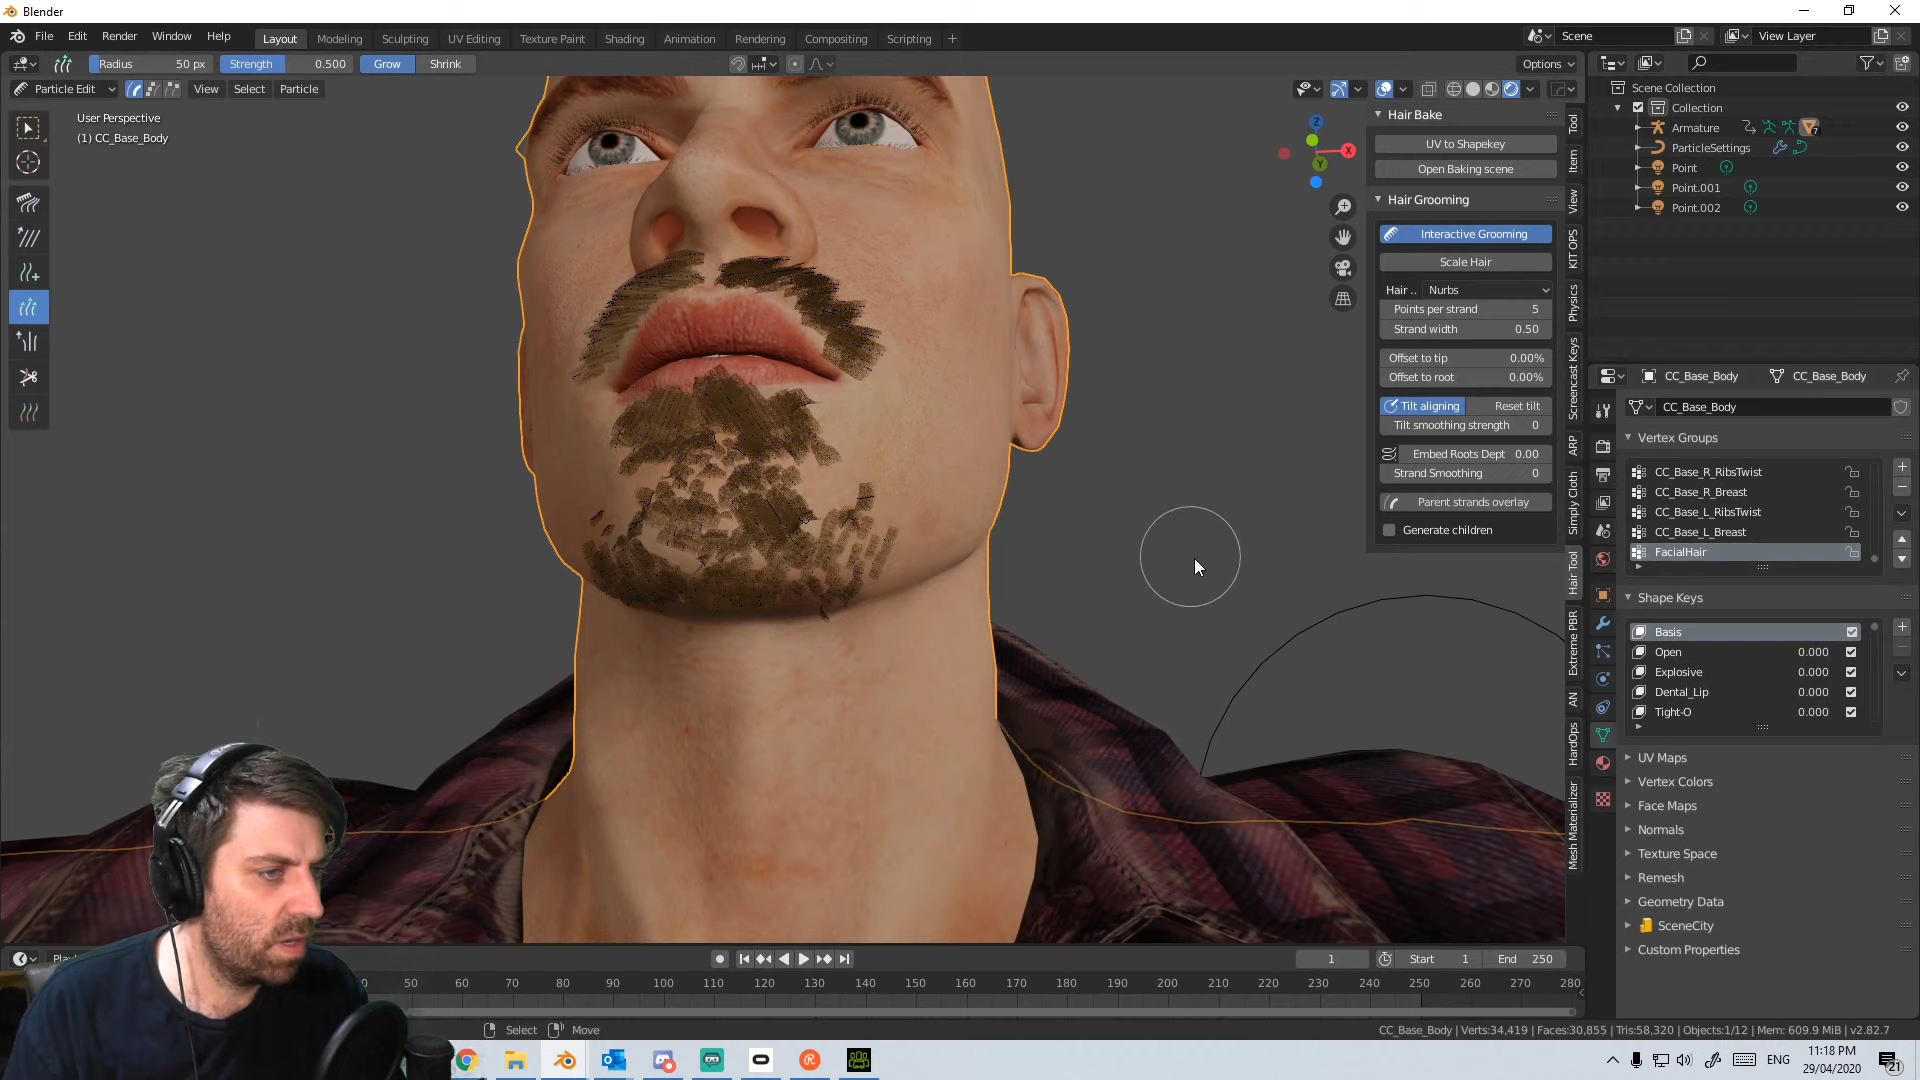 Blender
File Edit Render Window Help
Layout Modeling Sculpting UV Editing Texture Paint Shading Animation Rendering Compositing Scripting +
Scene
View Layer
Radius 50 px Strength 0.500 Grow Shrink
Options
Particle Edit View Select Particle
User Perspective
(1) CC_Base_Body
Z
X
Y
Hair Bake
UV to Shapekey
Open Baking scene
Hair Grooming
Interactive Grooming
Scale Hair
Hair .. Nurbs
Points per strand 5
Strand width 0.50
Offset to tip 0.00%
Offset to root 0.00%
Tilt aligning Reset tilt
Tilt smoothing strength 0
Embed Roots Dept 0.00
Strand Smoothing 0
Parent strands overlay
Generate children
Tool
Item
View
KIT OPS
Physics
Screencast Keys
ARP
Simply Cloth
Hair Tool
Extreme PBR
AN
HardOps
Mesh Materializer
Scene Collection
Collection
Armature 7
ParticleSettings
Point
Point.001
Point.002
CC_Base_Body CC_Base_Body
CC_Base_Body
Vertex Groups
CC_Base_R_RibsTwist
CC_Base_R_Breast
CC_Base_L_RibsTwist
CC_Base_L_Breast
FacialHair
Shape Keys
Basis
Open 0.000
Explosive 0.000
Dental_Lip 0.000
Tight-O 0.000
UV Maps
Vertex Colors
Face Maps
Normals
Texture Space
Remesh
Geometry Data
SceneCity
Custom Properties
1 Start 1 End 250
50 60 70 80 90 100 110 120 130 140 150 160 170 180 190 200 210 220 230 240 250 260 270 280
Select Move
CC_Base_Body | Verts:34,419 | Faces:30,855 | Tris:58,320 | Objects:1/12 | Mem: 609.9 MiB | v2.82.7
ENG
11:18 PM
29/04/2020
21